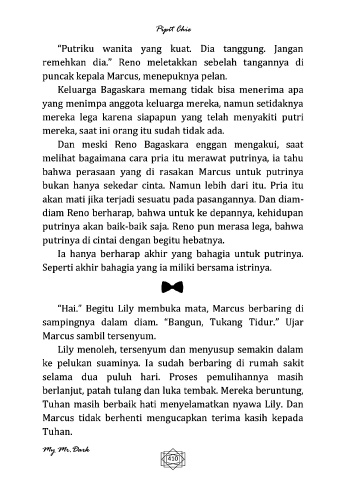 Pipit Chie
“Putriku wanita yang kuat. Dia tanggung. Jangan
remehkan dia.” Reno meletakkan sebelah tangannya di
puncak kepala Marcus, menepuknya pelan.
Keluarga Bagaskara memang tidak bisa menerima apa
yang menimpa anggota keluarga mereka, namun setidaknya
mereka lega karena siapapun yang telah menyakiti putri
mereka, saat ini orang itu sudah tidak ada.
Dan meski Reno Bagaskara enggan mengakui, saat
melihat bagaimana cara pria itu merawat putrinya, ia tahu
bahwa perasaan yang di rasakan Marcus untuk putrinya
bukan hanya sekedar cinta. Namun lebih dari itu. Pria itu
akan mati jika terjadi sesuatu pada pasangannya. Dan diam-
diam Reno berharap, bahwa untuk ke depannya, kehidupan
putrinya akan baik-baik saja. Reno pun merasa lega, bahwa
putrinya di cintai dengan begitu hebatnya.
Ia hanya berharap akhir yang bahagia untuk putrinya.
Seperti akhir bahagia yang ia miliki bersama istrinya.
“Hai.” Begitu Lily membuka mata, Marcus berbaring di
sampingnya dalam diam. “Bangun, Tukang Tidur.” Ujar
Marcus sambil tersenyum.
Lily menoleh, tersenyum dan menyusup semakin dalam
ke pelukan suaminya. Ia sudah berbaring di rumah sakit
selama dua puluh hari. Proses pemulihannya masih
berlanjut, patah tulang dan luka tembak. Mereka beruntung,
Tuhan masih berbaik hati menyelamatkan nyawa Lily. Dan
Marcus tidak berhenti mengucapkan terima kasih kepada
Tuhan.
My Mr. Dark
410